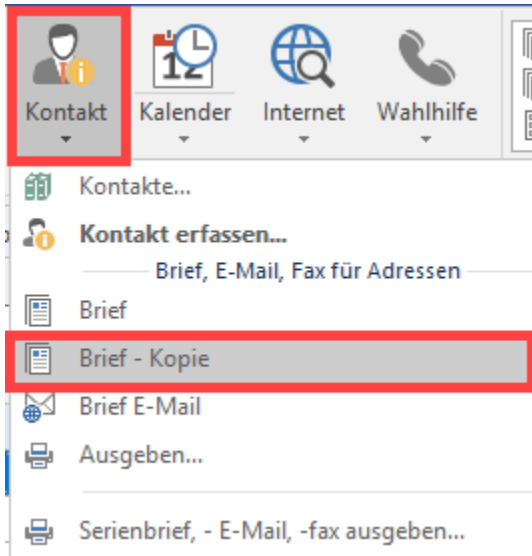 12
Kontakt Kalender Internet Wahlhilfe
Kontakte...
Kontakt erfassen...
Brief, E-Mail, Fax für Adressen
Brief
Brief - Kopie
Brief E-Mail
Ausgeben...
Serienbrief, - E-Mail, -fax ausgeben...